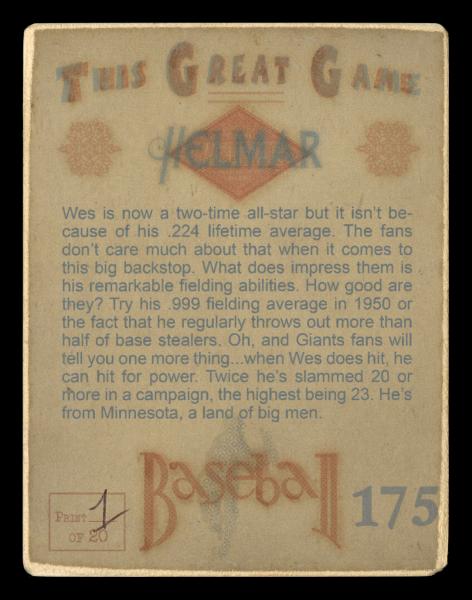 THIS GREAT GAME
HELMAR
Wes is now a two-time all-star but it isn't be-
cause of his .224 lifetime average. The fans
don't care much about that when it comes to
this big backstop. What does impress them is
his remarkable fielding abilities. How good are
they? Try his .999 fielding average in 1950 or
the fact that he regularly throws out more than
half of base stealers. Oh, and Giants fans will
tell you one more thing...when Wes does hit, he
can hit for power. Twice he's slammed 20 or
more in a campaign, the highest being 23. He's
from Minnesota, a land of big men.
Baseball
175
PRINT 1
OF 20